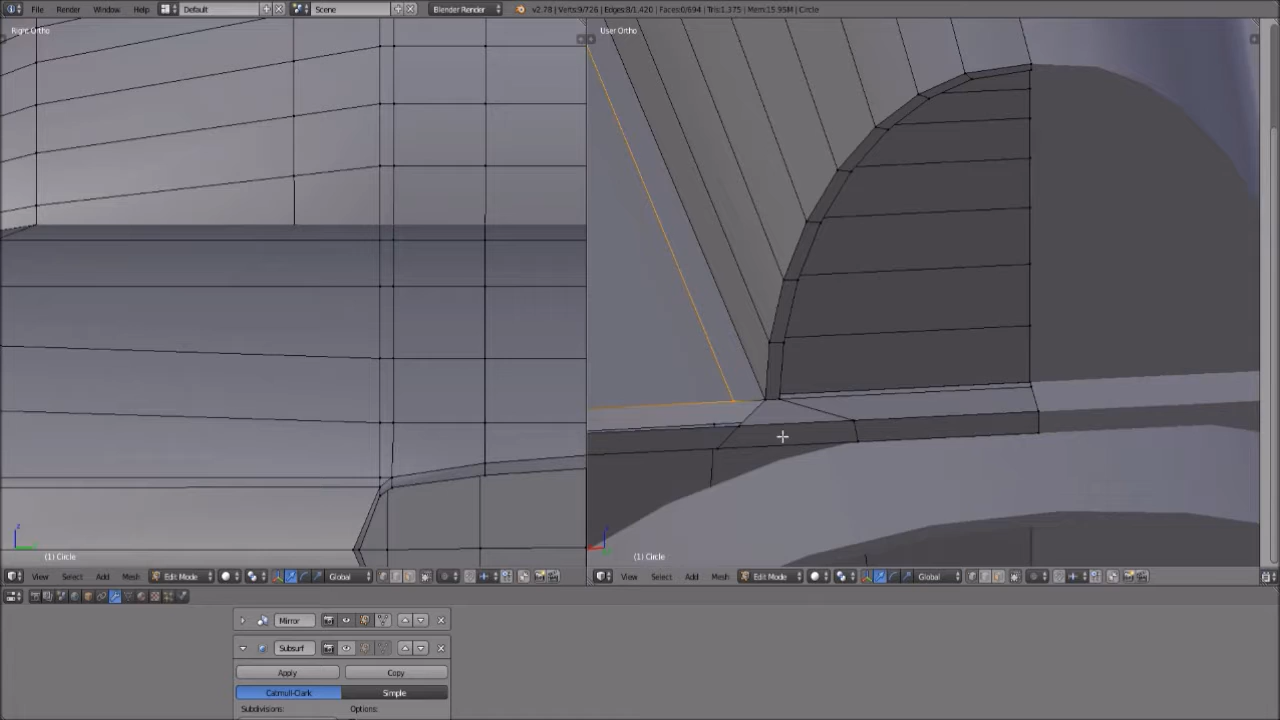 File Render Window Help Default Scene Blender Render v2.78 | Verts:9/726 | Edges:8/1,420 | Faces:0/694 | Tris:1,375 | Mem:15.95M | Circle
Right Ortho User Ortho
(1) Circle (1) Circle
View Select Add Mesh Edit Mode Global View Select Add Mesh Edit Mode Global
Mirror
Subsurf
Apply Copy
Catmull-Clark Simple
Subdivisions: Options: